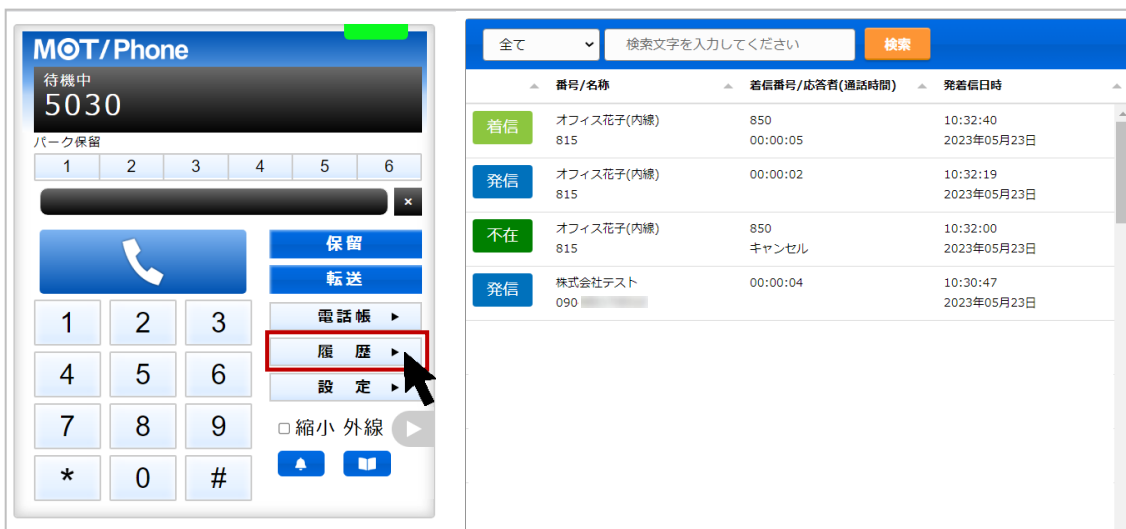 MOT/Phone
待機中
5030
パーク保留
1 2 3 4 5 6
×
保留
転送
電話帳
履 歴
設 定
縮小 外線
1 2 3
4 5 6
7 8 9
* 0 #
全て 検索文字を入力してください 検索
番号/名称 着信番号/応答者(通話時間) 発着信日時
着信 オフィス花子(内線) 850 10:32:40
815 00:00:05 2023年05月23日
発信 オフィス花子(内線) 00:00:02 10:32:19
815 2023年05月23日
不在 オフィス花子(内線) 850 10:32:00
815 キャンセル 2023年05月23日
発信 株式会社テスト 00:00:04 10:30:47
090 2023年05月23日